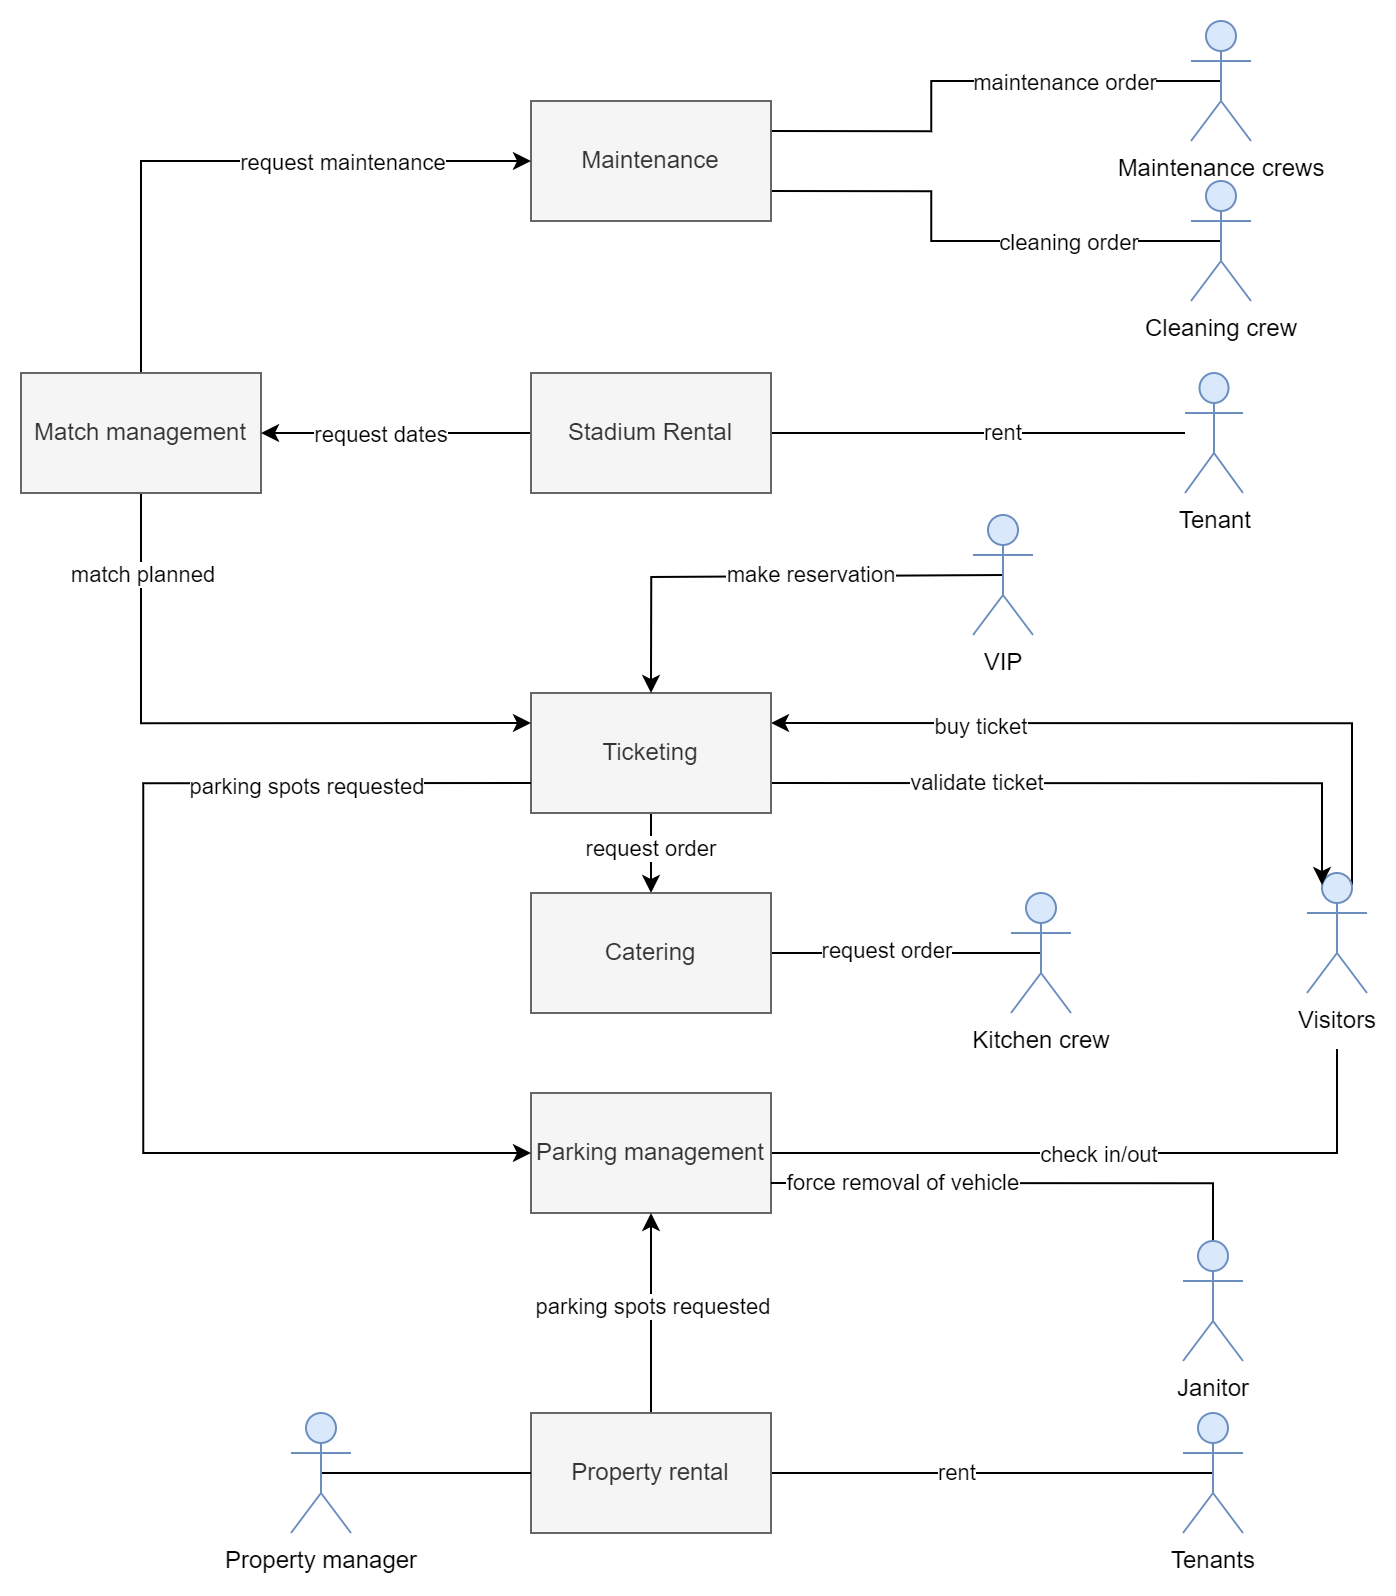 maintenance order
Maintenance
request maintenance
Maintenance crews
cleaning order
Cleaning crew
Match management
request dates
Stadium Rental
rent
Tenant
match planned
make reservation
VIP
buy ticket
Ticketing
parking spots requested
validate ticket
request order
Catering
request order
Visitors
Kitchen crew
Parking management
check in/out
force removal of vehicle
parking spots requested
Janitor
Property rental
rent
Property manager
Tenants